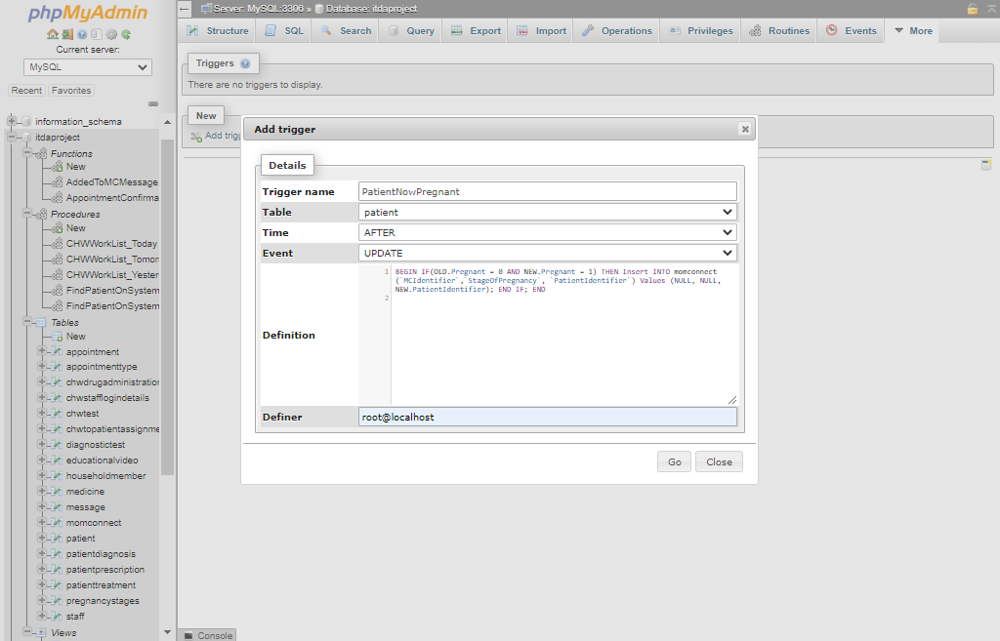 phpMyAdmin
Current server:
MySQL
Recent Favorites
information_schema
itdaproject
Functions
New
AddedToMCMessage
AppointmentConfirma
Procedures
New
CHWWorkList_Today
CHWWorkList_Tomor
CHWWorkList_Yester
FindPatientOnSystem
FindPatientOnSystem
Tables
New
appointment
appointmenttype
chwdrugadministration
chwstafflogindetails
chwtest
chwtopatientassignme
diagnostictest
educationalvideo
householdmember
medicine
message
momconnect
patient
patientdiagnosis
patientprescription
patienttreatment
pregnancystages
staff
Views
Server: MySQL:3306 » Database: itdaproject
Structure SQL Search Query Export Import Operations Privileges Routines Events More
Triggers
There are no triggers to display.
New
Add trigg
Add trigger
Details
Trigger name PatientNowPregnant
Table patient
Time AFTER
Event UPDATE
Definition
1 BEGIN IF(OLD.Pregnant = 0 AND NEW.Pregnant = 1) THEN Insert INTO momconnect
(`MCIdentifier`,`StageOfPregnancy`, `PatientIdentifier`) Values (NULL, NULL,
NEW.PatientIdentifier); END IF; END
2
Definer root@localhost
Go Close
Console